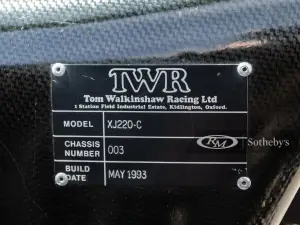 TWR
Tom Walkinshaw Racing Ltd
1 Station Field Industrial Estate, Kidlington, Oxford.
MODEL XJ220-C
CHASSIS NUMBER 003
BUILD DATE MAY 1993
RM Sotheby's